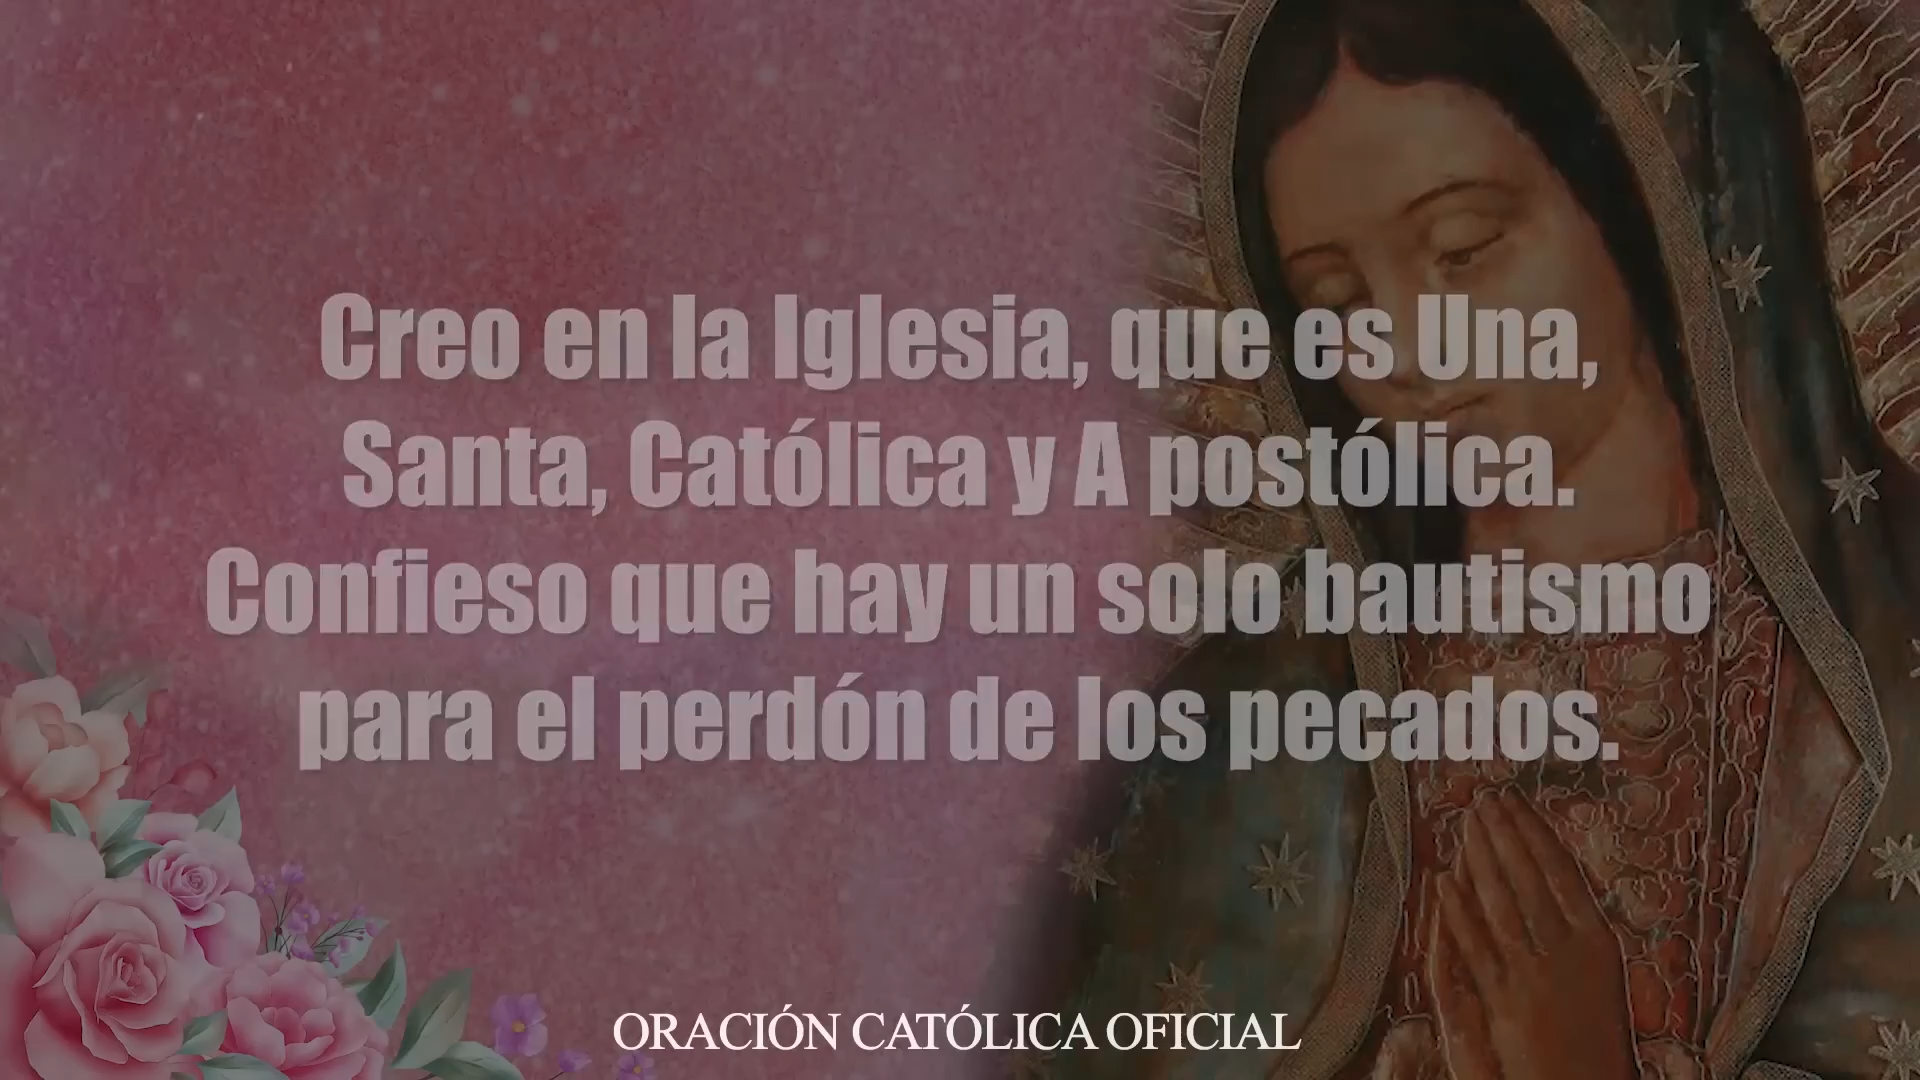 Creo en la Iglesia, que es Una,
Santa, Católica y A postólica.
Confieso que hay un solo bautismo
para el perdón de los pecados.
ORACIÓN CATÓLICA OFICIAL